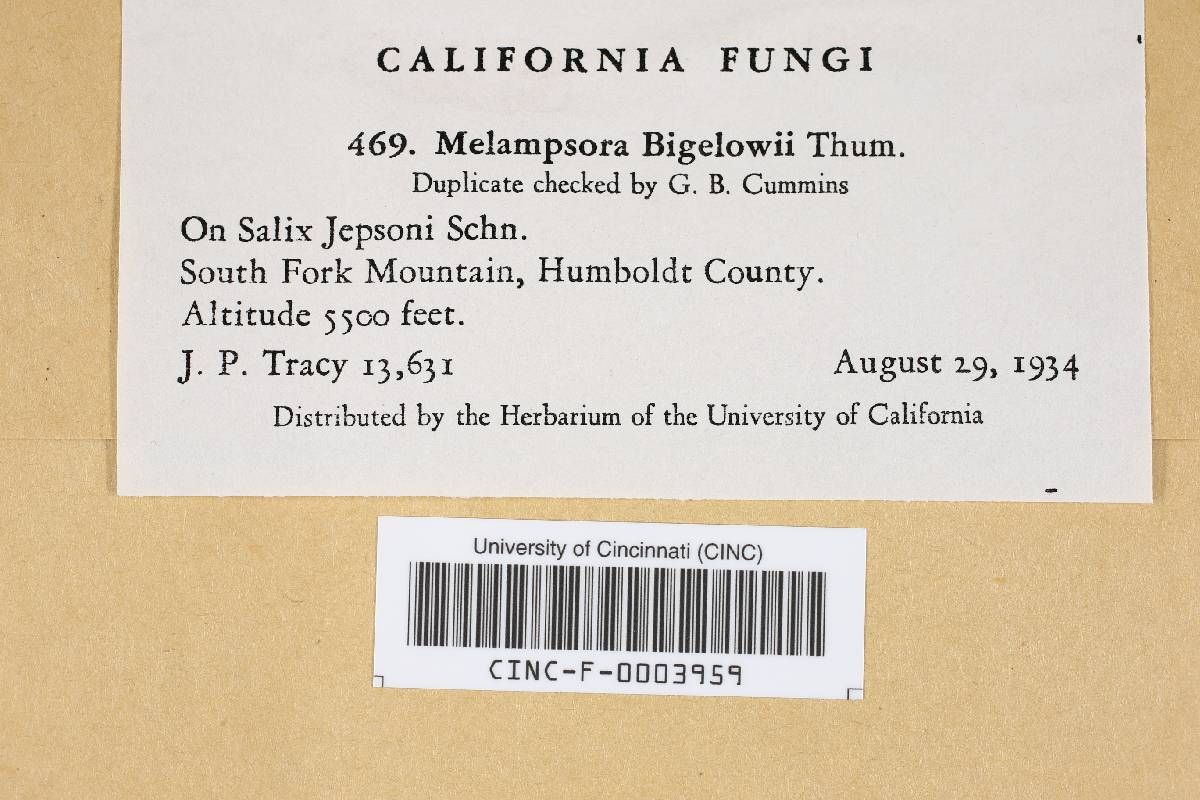 CALIFORNIA FUNGI
469. Melampsora Bigelowii Thum.
Duplicate checked by G. B. Cummins
On Salix Jepsoni Schn.
South Fork Mountain, Humboldt County.
Altitude 5500 feet.
J. P. Tracy 13,631 August 29, 1934
Distributed by the Herbarium of the University of California
University of Cincinnati (CINC)
CINC-F-0003959